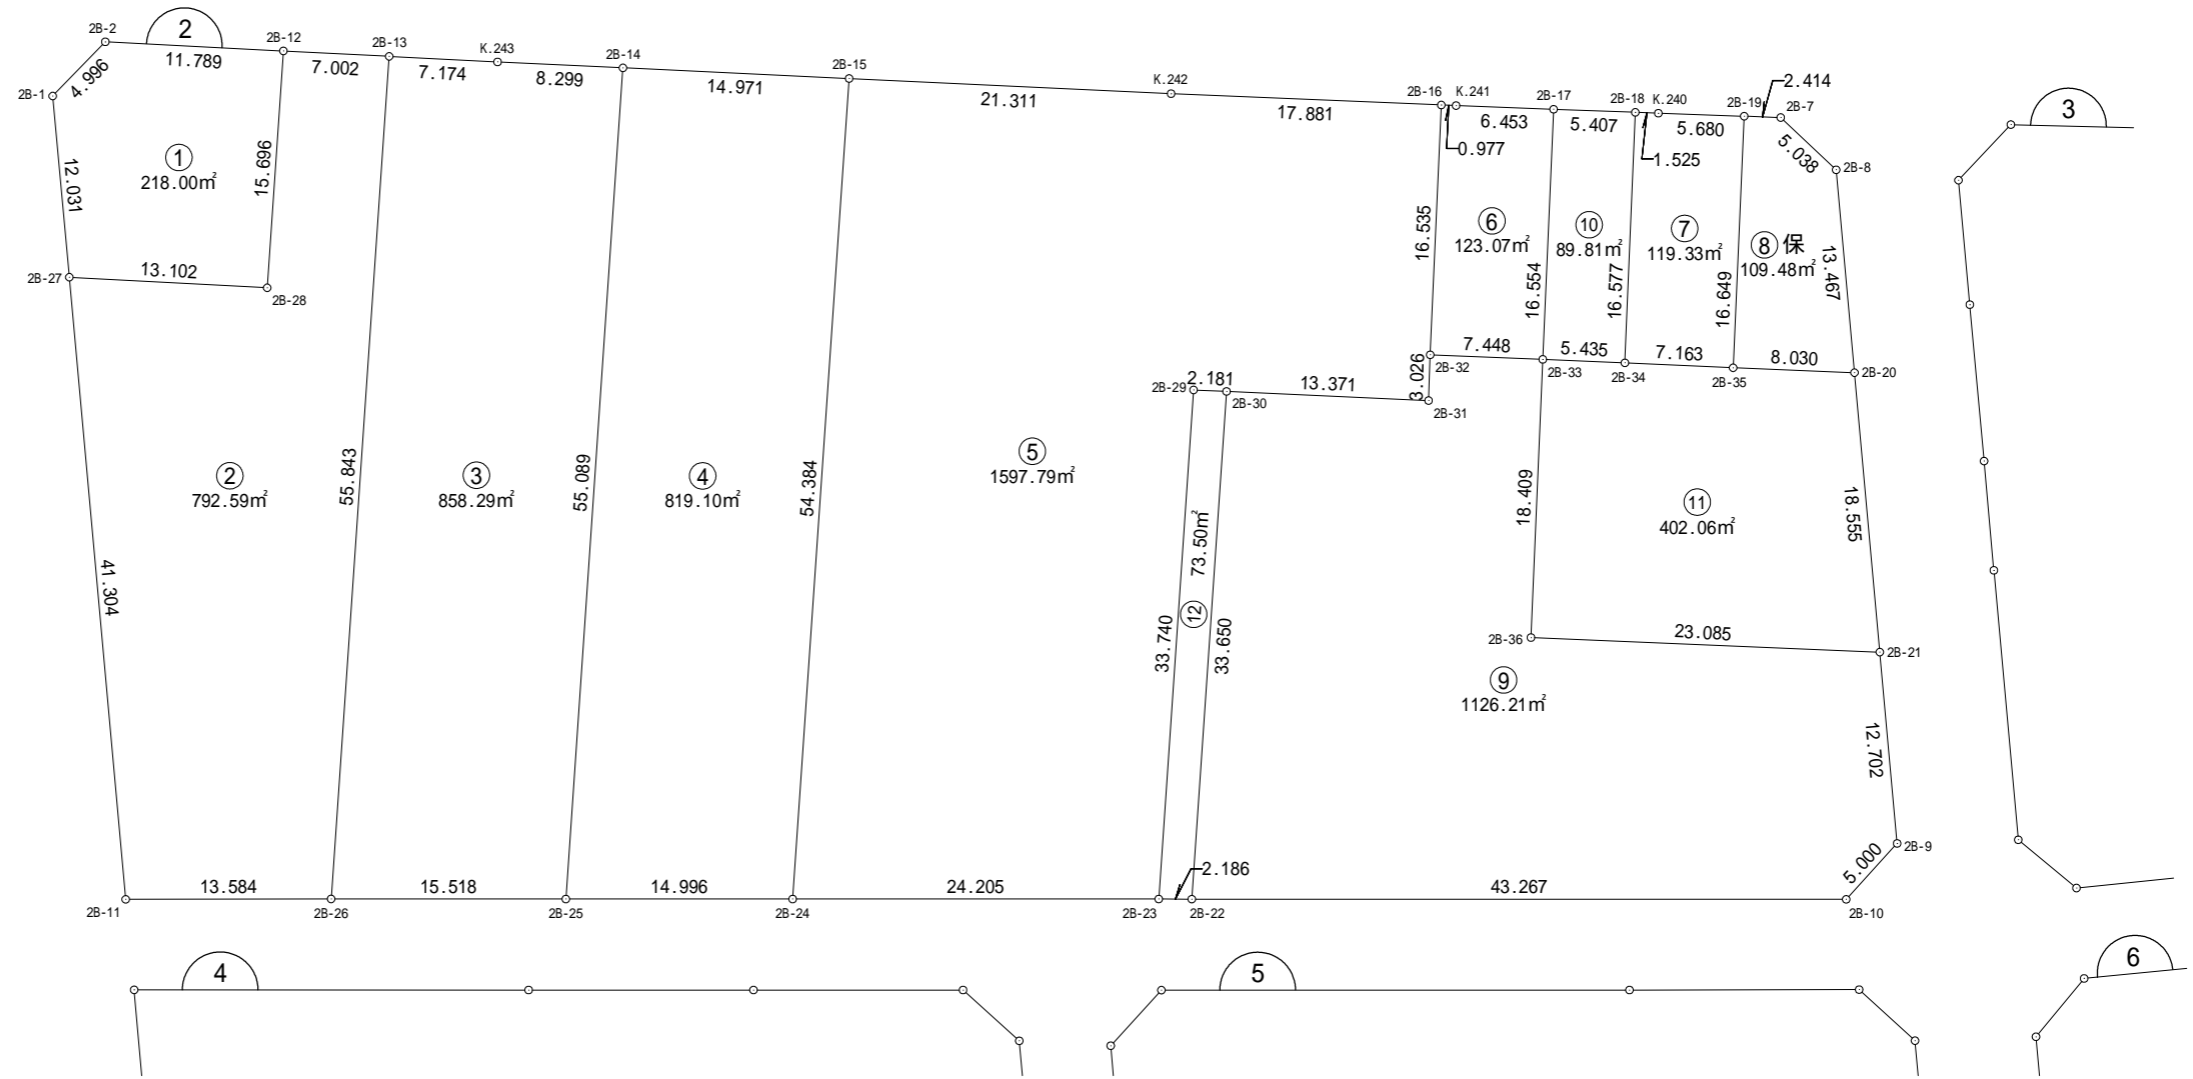 2
2B-2
2B-12
2B-13
K.243
2B-14
2B-15
K.242
2B-16
K.241
2B-17
2B-18
K.240
2B-19
2B-7
2.414
3
2B-1
4.996
11.789
7.002
7.174
8.299
14.971
21.311
17.881
6.453
5.407
5.680
5.038
2B-8
0.977
1.525
12.031
①
218.00㎡
15.696
16.535
⑥
123.07㎡
16.554
⑩
89.81㎡
16.577
⑦
119.33㎡
16.649
⑧保
109.48㎡
13.467
2B-27
13.102
2B-28
7.448
5.435
7.163
8.030
2B-32
2B-33
2B-34
2B-35
2B-20
3.026
2B-29
2.181
2B-30
13.371
2B-31
②
792.59㎡
55.843
③
858.29㎡
55.089
④
819.10㎡
54.384
⑤
1597.79㎡
73.50㎡
⑫
18.409
⑪
402.06㎡
18.555
41.304
33.740
33.650
2B-36
23.085
2B-21
⑨
1126.21㎡
12.702
2B-9
5.000
13.584
15.518
14.996
24.205
2.186
43.267
2B-11
2B-26
2B-25
2B-24
2B-23
2B-22
2B-10
4
5
6